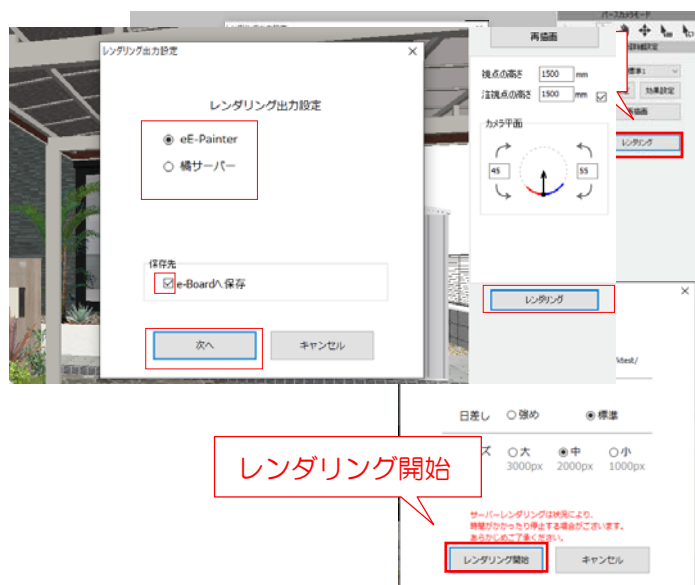 パースカメラモード
レンダリング出力設定
レンダリング出力設定
eE-Painter
橘サーバー
保存先
e-Boardへ保存
次へ
キャンセル
再描画
視点の高さ 1500 mm
注視点の高さ 1500 mm
カメラ平面
45
55
レンダリング
効果設定
再描画
レンダリング
レンダリング開始
日差し 強め 標準
ズ 大 中 小
3000px 2000px 1000px
サーバーレンダリングは状況により、
時間がかかったり停止する場合がございます。
あらかじめご了承ください。
レンダリング開始 キャンセル